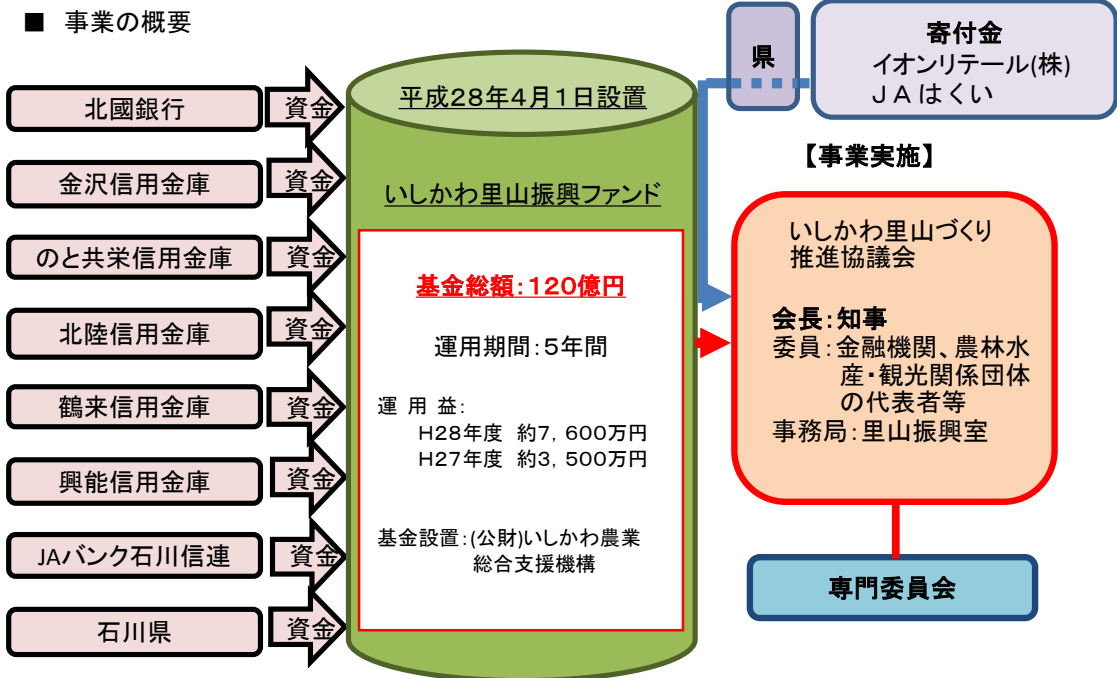 ■ 事業の概要
北國銀行
資金
金沢信用金庫
資金
のと共栄信用金庫
資金
北陸信用金庫
資金
鶴来信用金庫
資金
興能信用金庫
資金
JAバンク石川信連
資金
石川県
資金
平成28年4月1日設置
いしかわ里山振興ファンド
基金総額:120億円
運用期間:5年間
運 用 益:
H28年度 約7,600万円
H27年度 約3,500万円
基金設置:(公財)いしかわ農業
総合支援機構
県
寄付金
イオンリテール(株)
JAはくい
【事業実施】
いしかわ里山づくり
推進協議会
会長:知事
委員:金融機関、農林水
産・観光関係団体
の代表者等
事務局:里山振興室
専門委員会